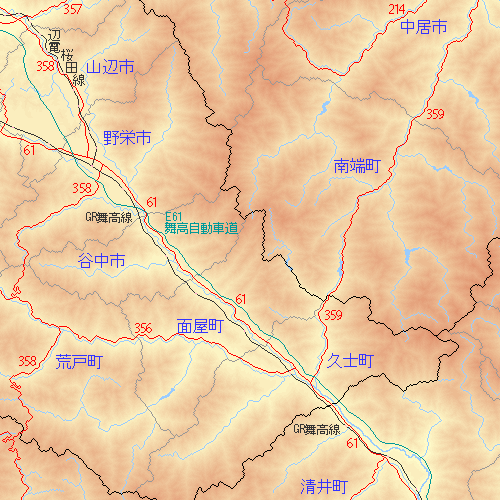 357
214
中居市
辺電
桜田線
358
山辺市
359
野栄市
61
南端町
358
61
GR舞高線
E61
舞高自動車道
谷中市
61
359
356
面屋町
358
荒戸町
久士町
GR舞高線
61
清井町